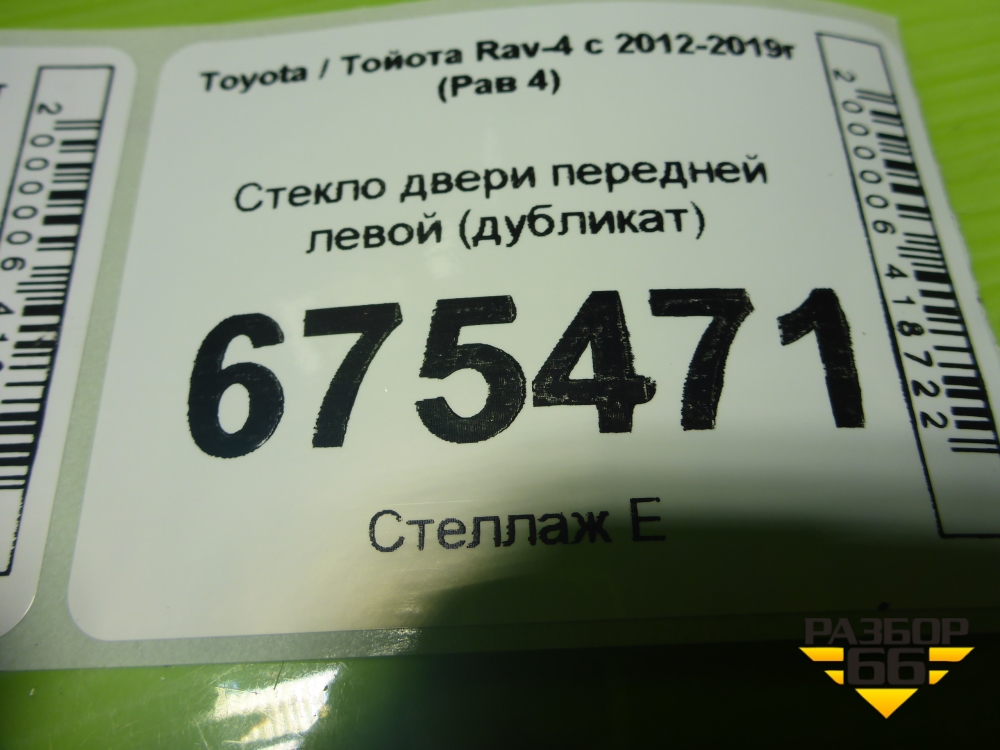 Toyota / Тойота Rav-4 с 2012-2019г
(Рав 4)
Стекло двери передней
левой (дубликат)
675471
Стеллаж Е
2000006418722
РАЗБОР
66